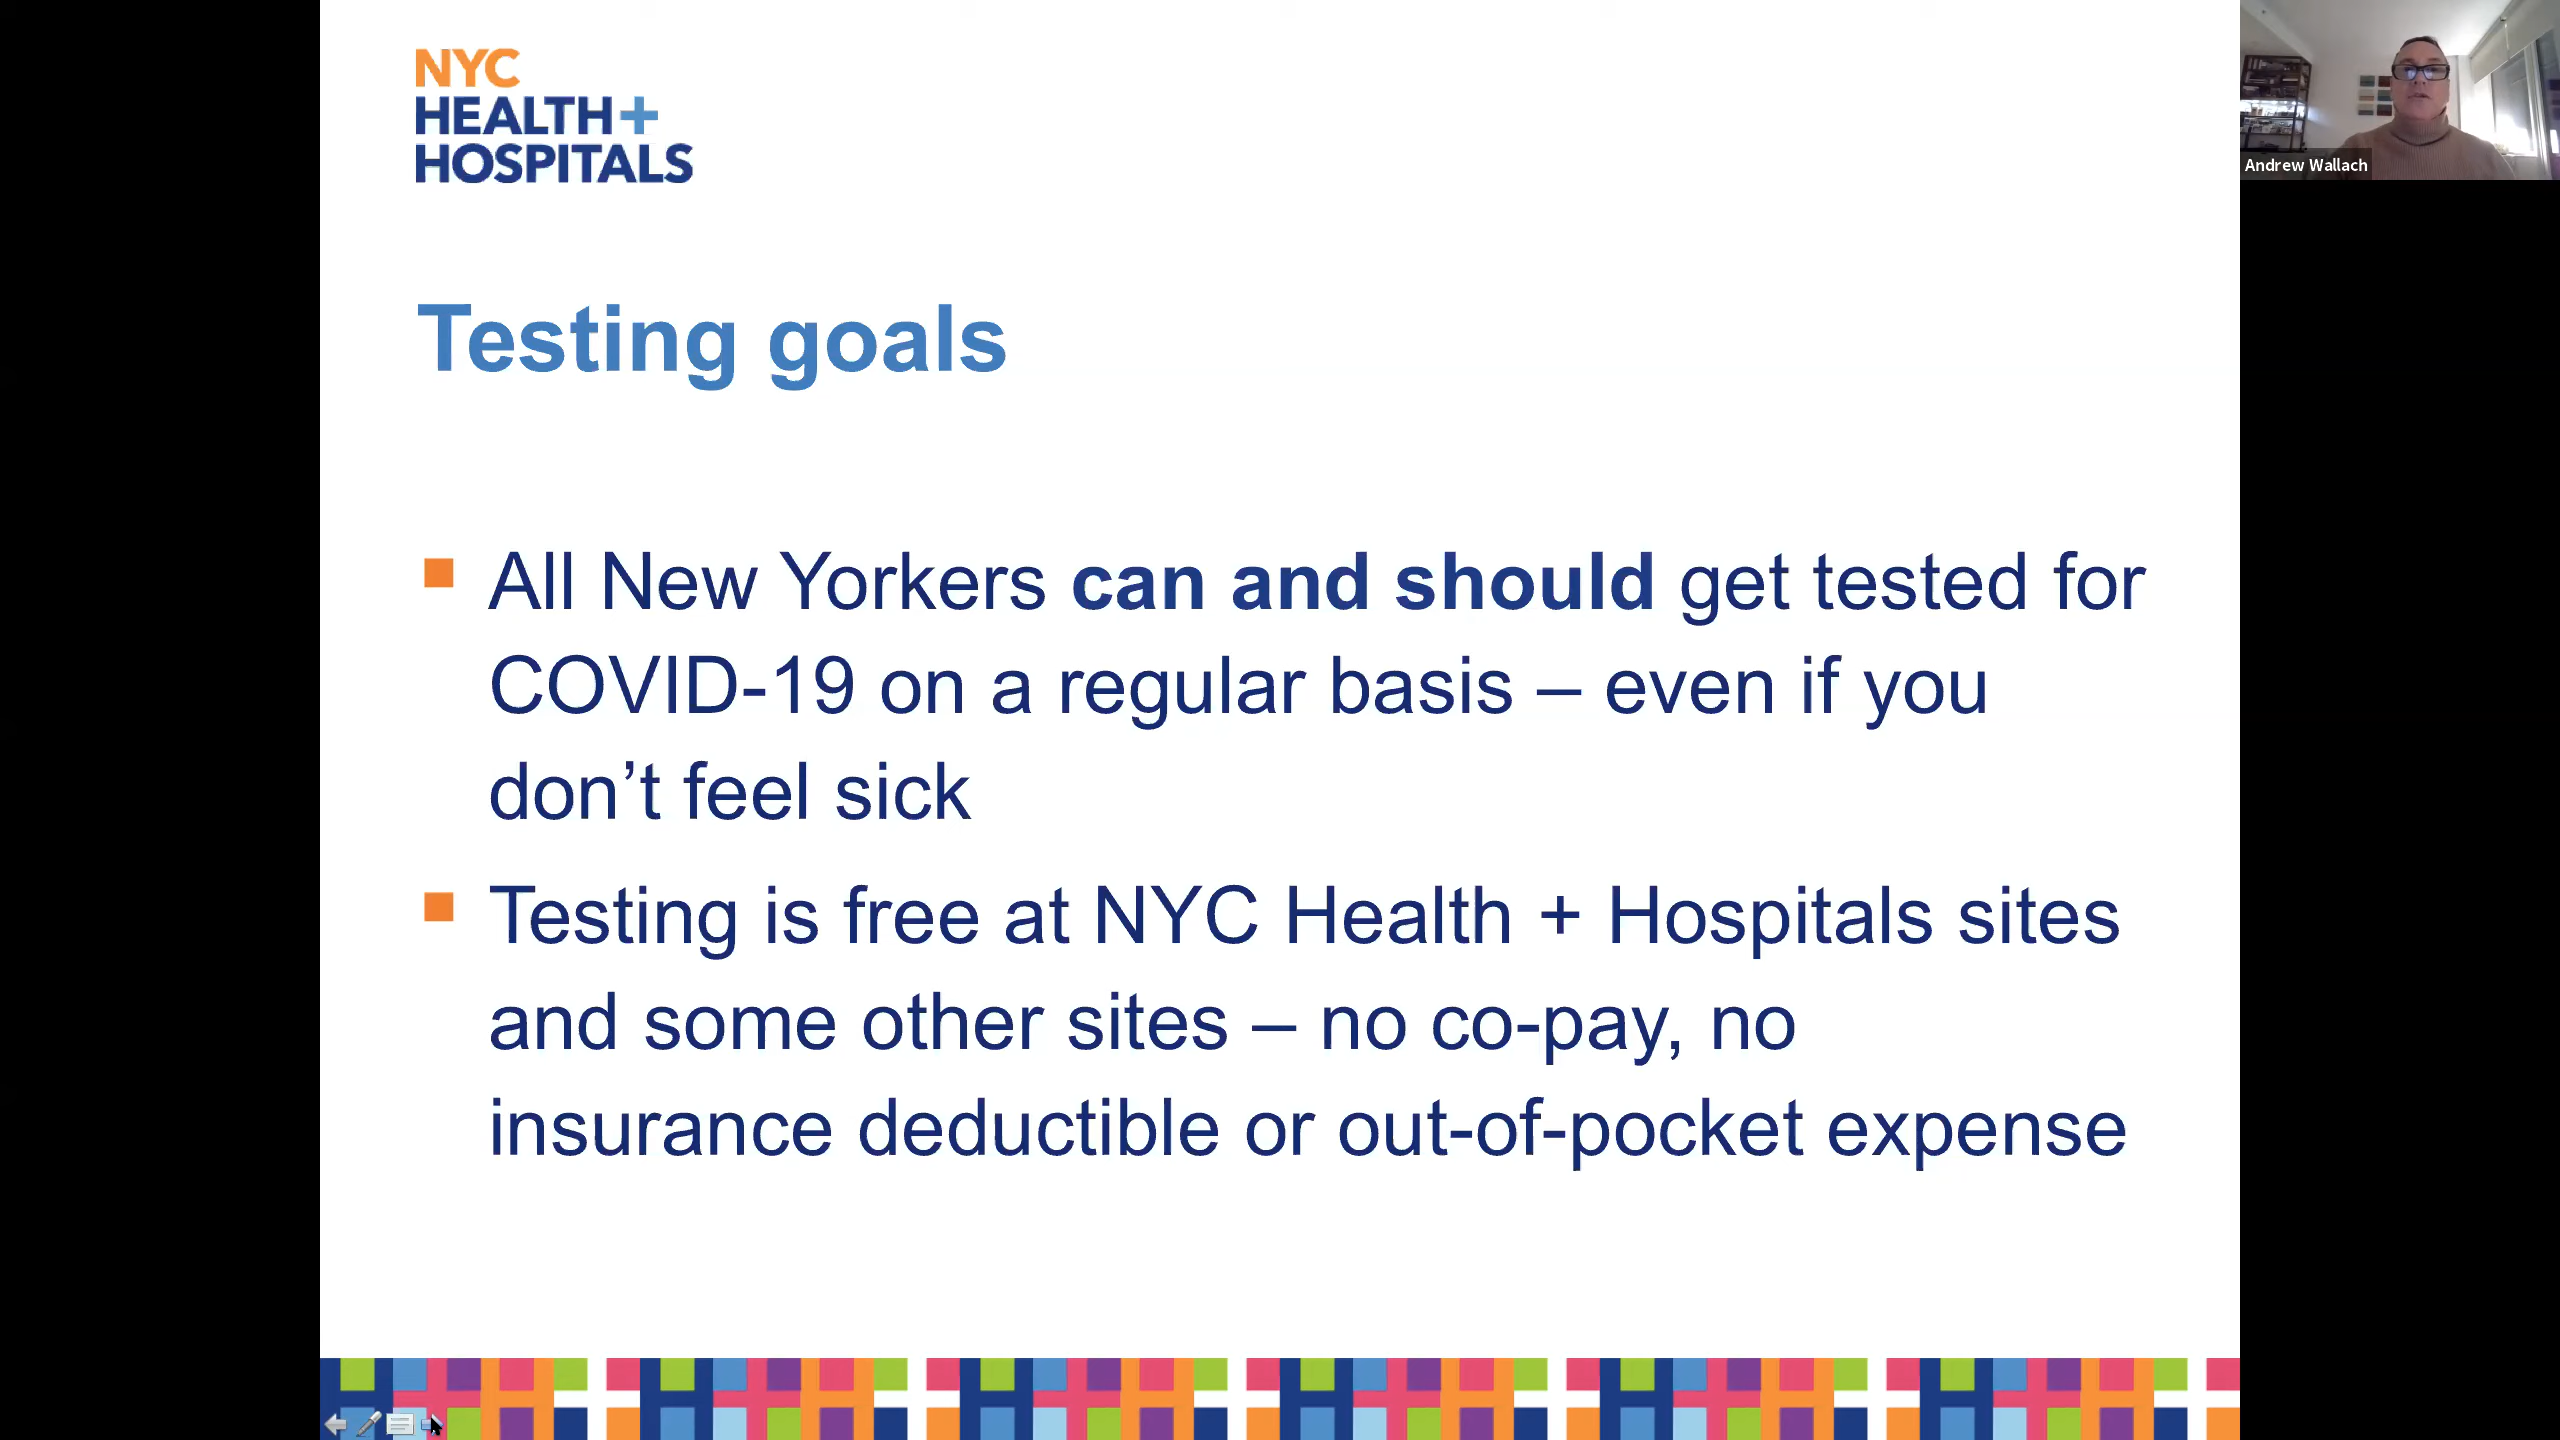 NYC
HEALTH+
HOSPITALS
Andrew Wallach
Testing goals
All New Yorkers can and should get tested for
COVID-19 on a regular basis – even if you
don’t feel sick
Testing is free at NYC Health + Hospitals sites
and some other sites – no co-pay, no
insurance deductible or out-of-pocket expense